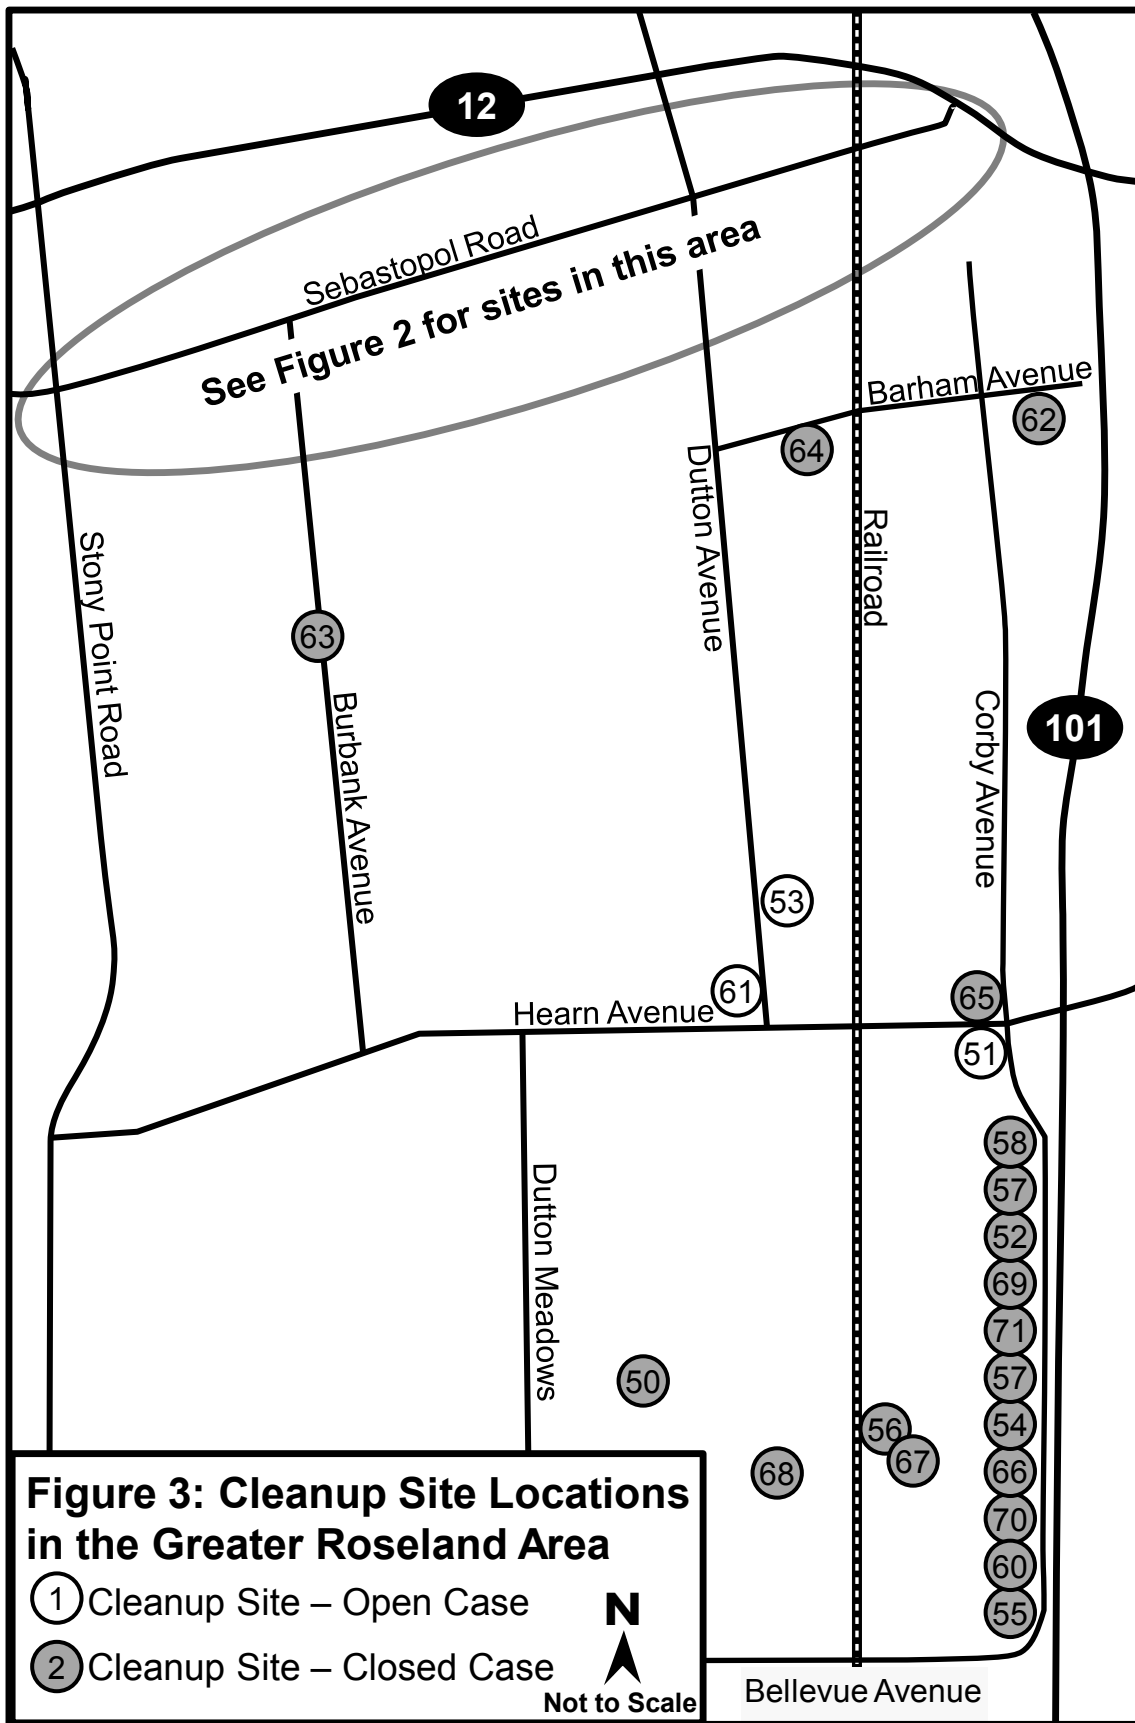 12
Sebastopol Road
See Figure 2 for sites in this area
Barham Avenue
62
64
Dutton Avenue
Railroad
Stony Point Road
63
Burbank Avenue
Corby Avenue
101
53
61
65
Hearn Avenue
51
58
57
52
69
71
57
54
66
70
60
55
Dutton Meadows
50
56
67
68
Figure 3: Cleanup Site Locations
in the Greater Roseland Area
1 Cleanup Site – Open Case
2 Cleanup Site – Closed Case
N
Not to Scale
Bellevue Avenue